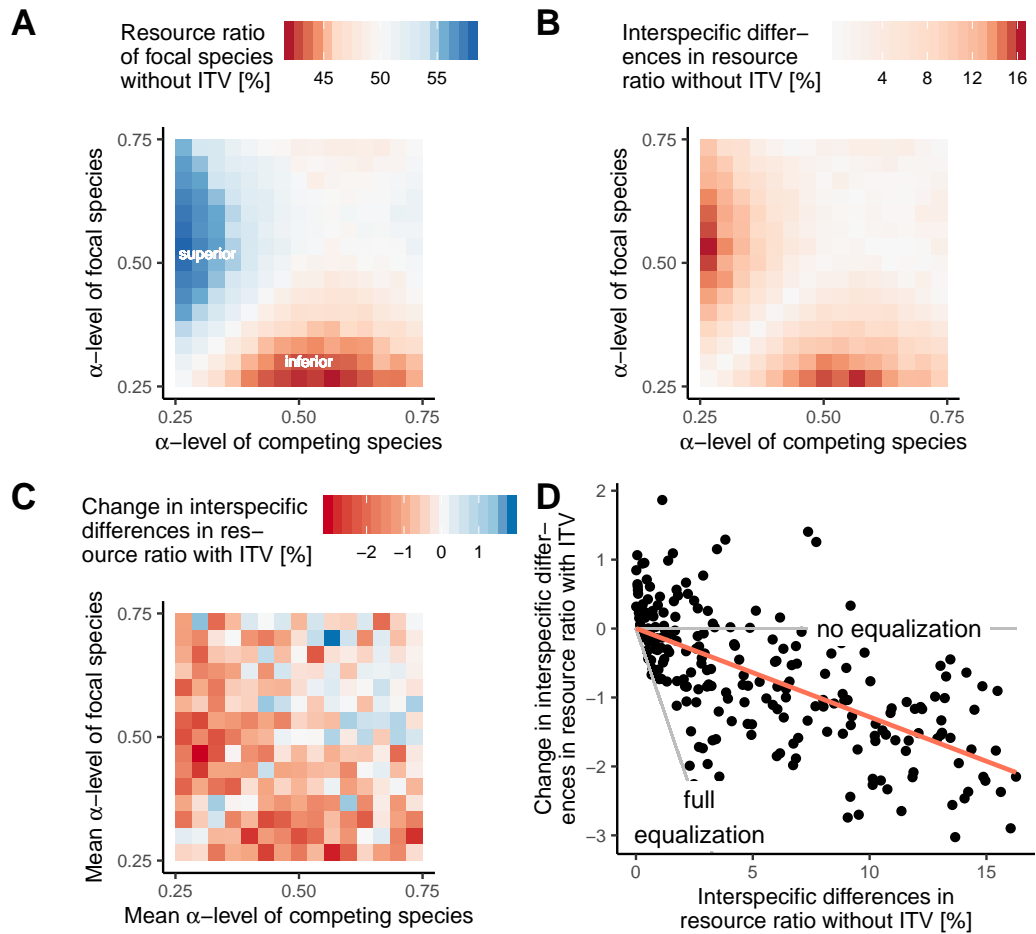 A
Resource ratio
of focal species
without ITV [%]
45 50 55
α−level of focal species
0.75
0.50
0.25
superior
inferior
0.25 0.50 0.75
α−level of competing species
B
Interspecific differ−
ences in resource
ratio without ITV [%]
4 8 12 16
α−level of focal species
0.75
0.50
0.25
0.25 0.50 0.75
α−level of competing species
C
Change in interspecific
differences in res−
ource ratio with ITV [%]
−2 −1 0 1
Mean α−level of focal species
0.75
0.50
0.25
0.25 0.50 0.75
Mean α−level of competing species
D
Change in interspecific differ−
ences in resource ratio with ITV
2
1
0
−1
−2
−3
no equalization
full
equalization
0 5 10 15
Interspecific differences in
resource ratio without ITV [%]